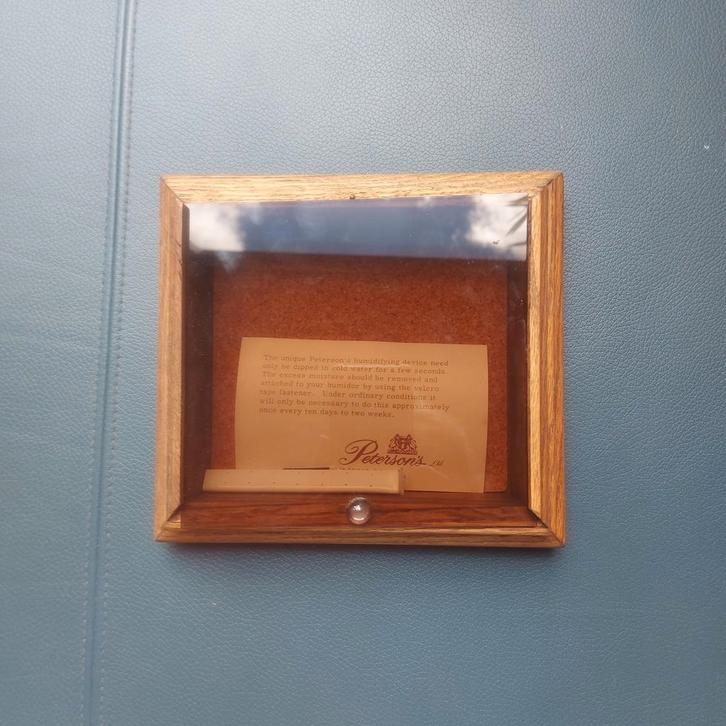 The unique Peterson's humidifying device need
only be dipped in cold water for a few seconds.
The excess moisture should be removed and
attached to your humidor by using the velcro
tape fastener. Under ordinary conditions it
will only be necessary to do this approximately
once every ten days to two weeks.
Peterson's Ltd